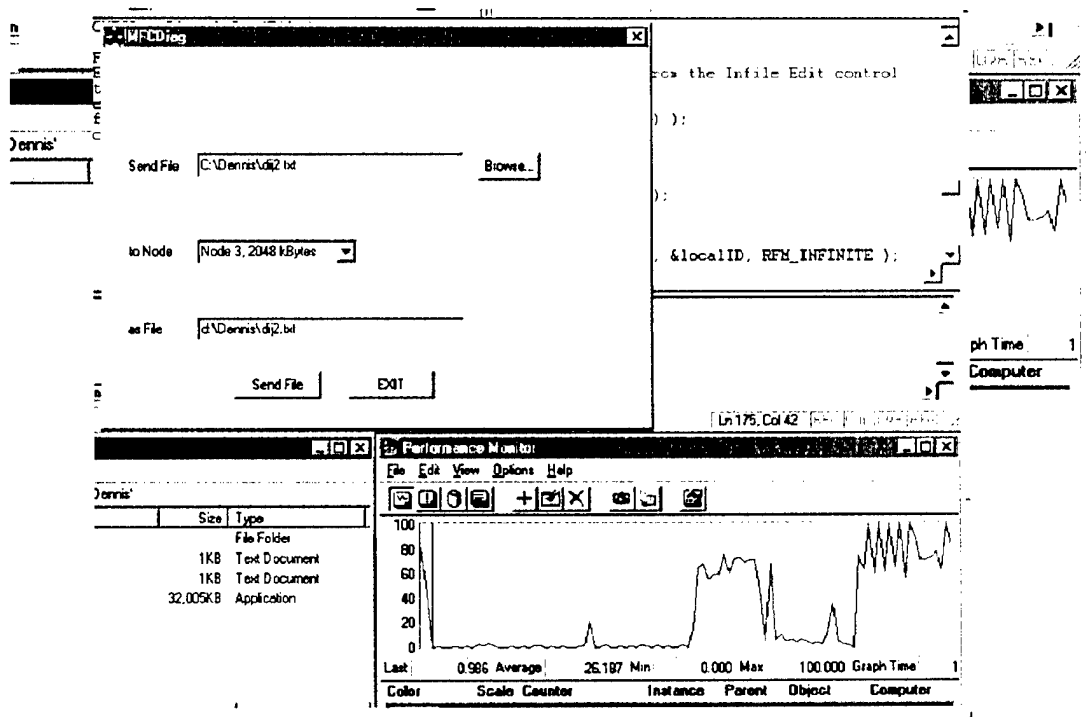 MFCDiag
Send File C:\Dennis\dij2.txt Browse...
to Node Node 3, 2048 kBytes
as File d:\Dennis\dij2.txt
Send File EXIT
the Infile Edit control
) );
);
, &localID, RFM_INFINITE );
Ln 175, Col 42
Dennis'
ph Time 1
Computer
Dennis'
Size Type
File Folder
1KB Text Document
1KB Text Document
32,005KB Application
Performance Monitor
File Edit View Options Help
100
80
60
40
20
0
Last 0.986 Average 26.187 Min 0.000 Max 100.000 Graph Time 1
Color Scale Counter Instance Parent Object Computer